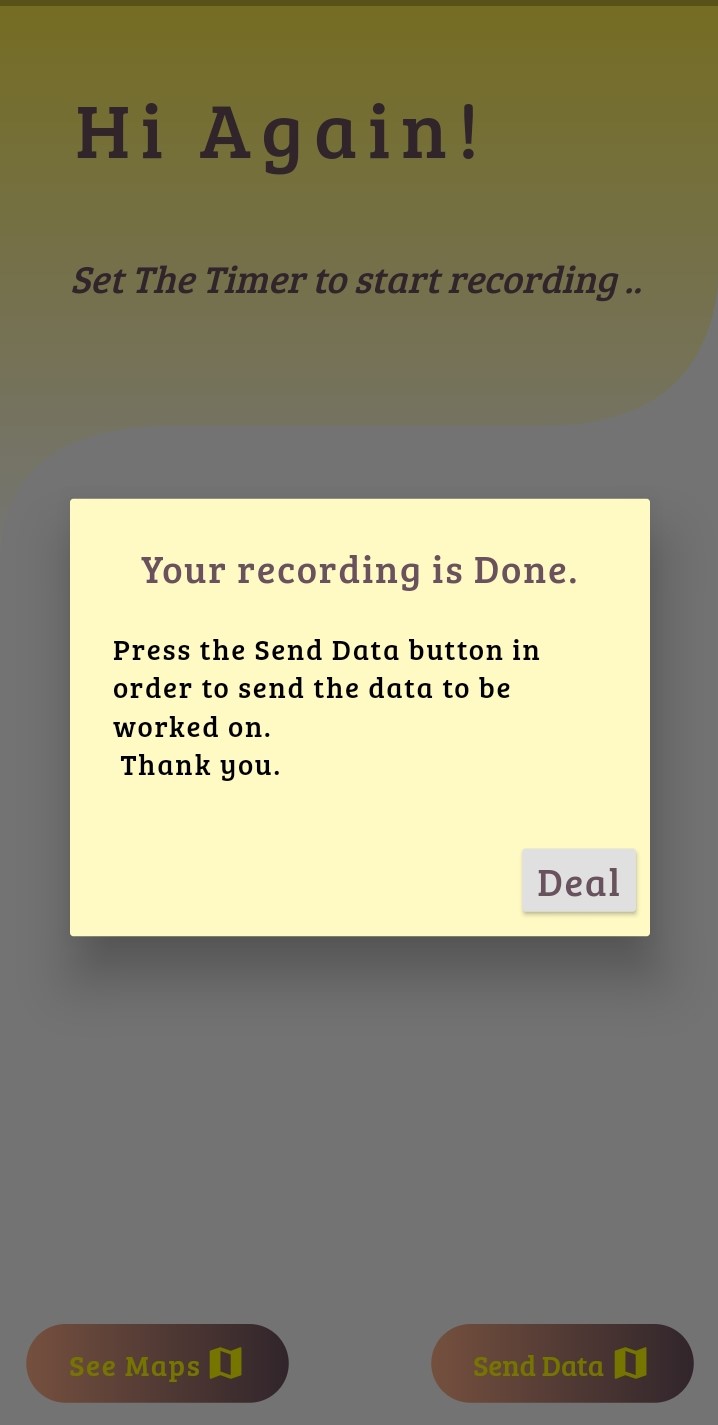 Hi Again!
Set The Timer to start recording ..
Your recording is Done.
Press the Send Data button in
order to send the data to be
worked on.
Thank you.
Deal
See Maps
Send Data